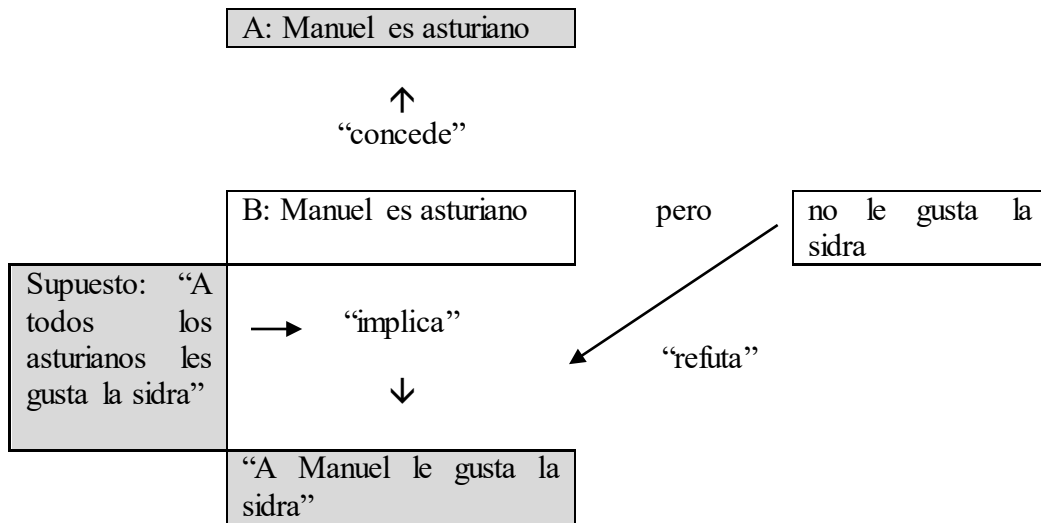 A: Manuel es asturiano
↑
“concede”
B: Manuel es asturiano
pero
no le gusta la
sidra
Supuesto: “A
todos los
asturianos les
gusta la sidra”
→
“implica”
“refuta”
↓
“A Manuel le gusta la
sidra”